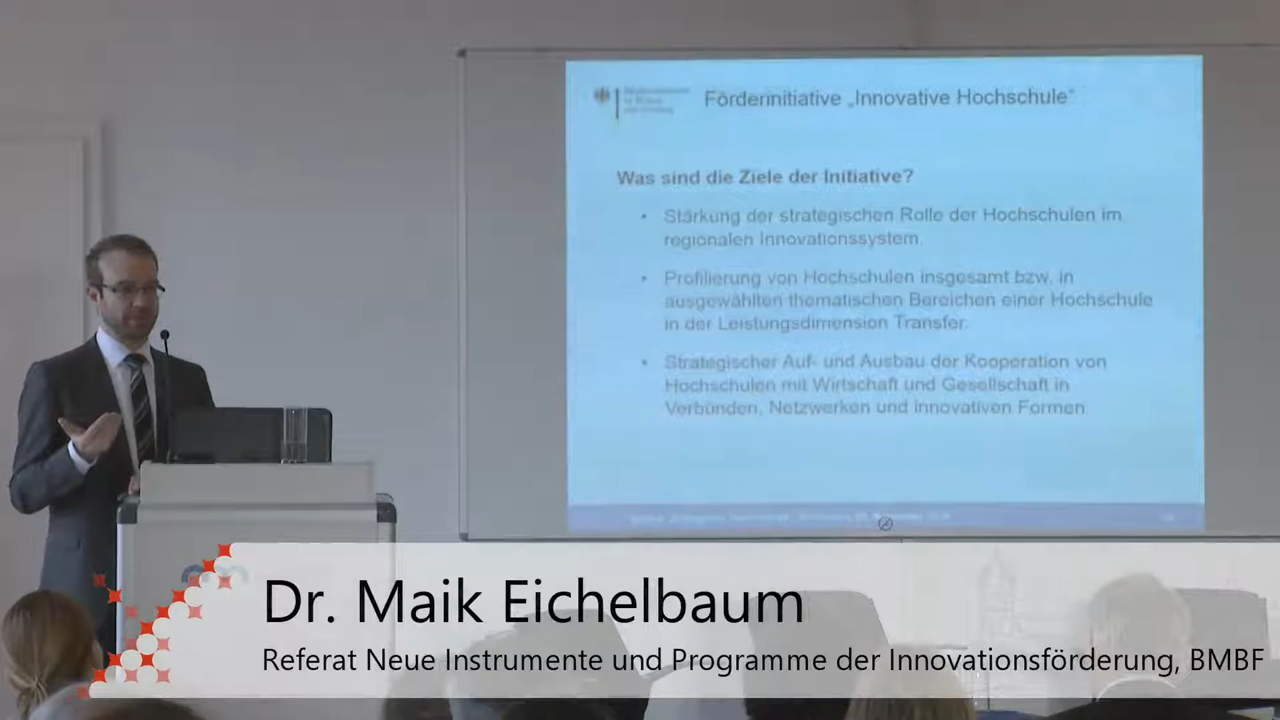 Förderinitiative „Innovative Hochschule“
Was sind die Ziele der Initiative?
• Stärkung der strategischen Rolle der Hochschulen im
regionalen Innovationssystem.
• Profilierung von Hochschulen insgesamt bzw. in
ausgewählten thematischen Bereichen einer Hochschule
in der Leistungsdimension Transfer.
• Strategischer Auf- und Ausbau der Kooperation von
Hochschulen mit Wirtschaft und Gesellschaft in
Verbünden, Netzwerken und innovativen Formen
Dr. Maik Eichelbaum
Referat Neue Instrumente und Programme der Innovationsförderung, BMBF